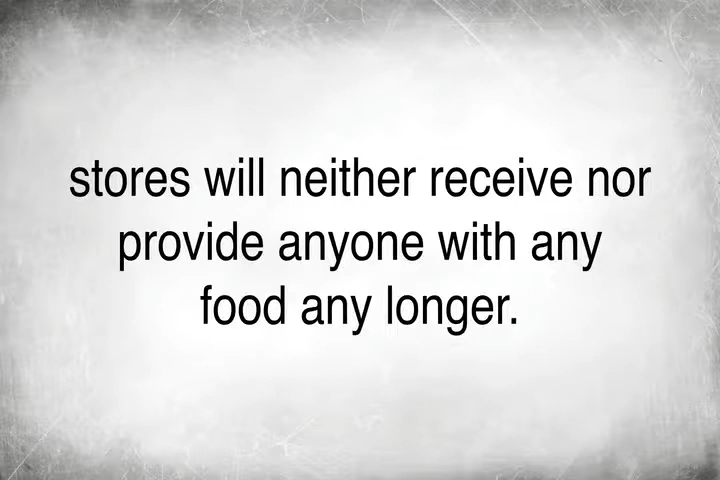 stores will neither receive nor
provide anyone with any
food any longer.